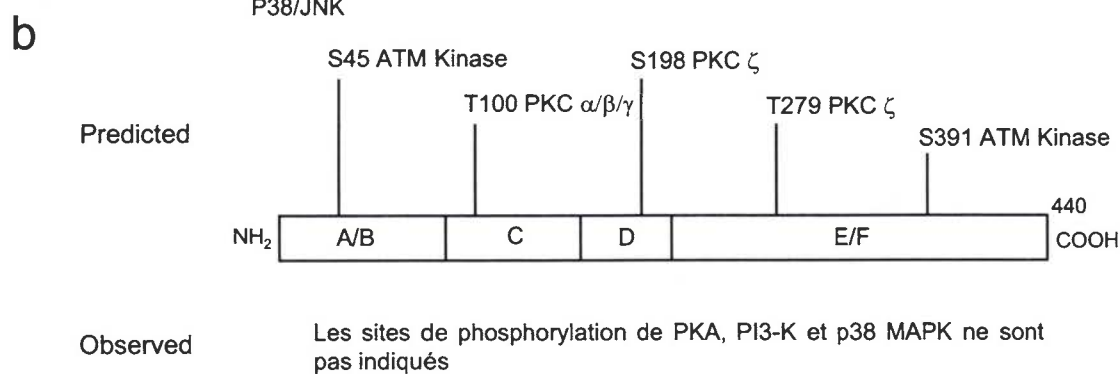 P38/JNK
b
S45 ATM Kinase
S198 PKC ζ
T100 PKC α/β/γ
T279 PKC ζ
Predicted
S391 ATM Kinase
440
NH₂
A/B
C
D
E/F
COOH
Observed
Les sites de phosphorylation de PKA, PI3-K et p38 MAPK ne sont
pas indiqués